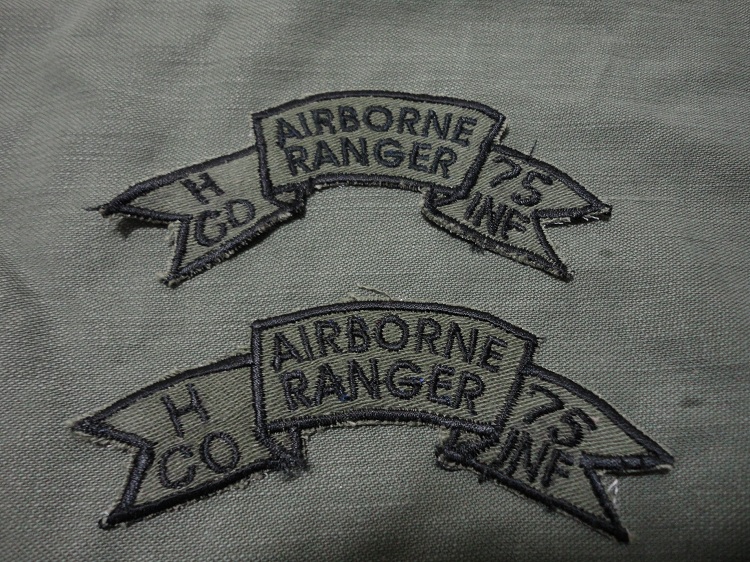 AIRBORNE
RANGER
H
CO
75
INF
AIRBORNE
RANGER
H
CO
75
INF